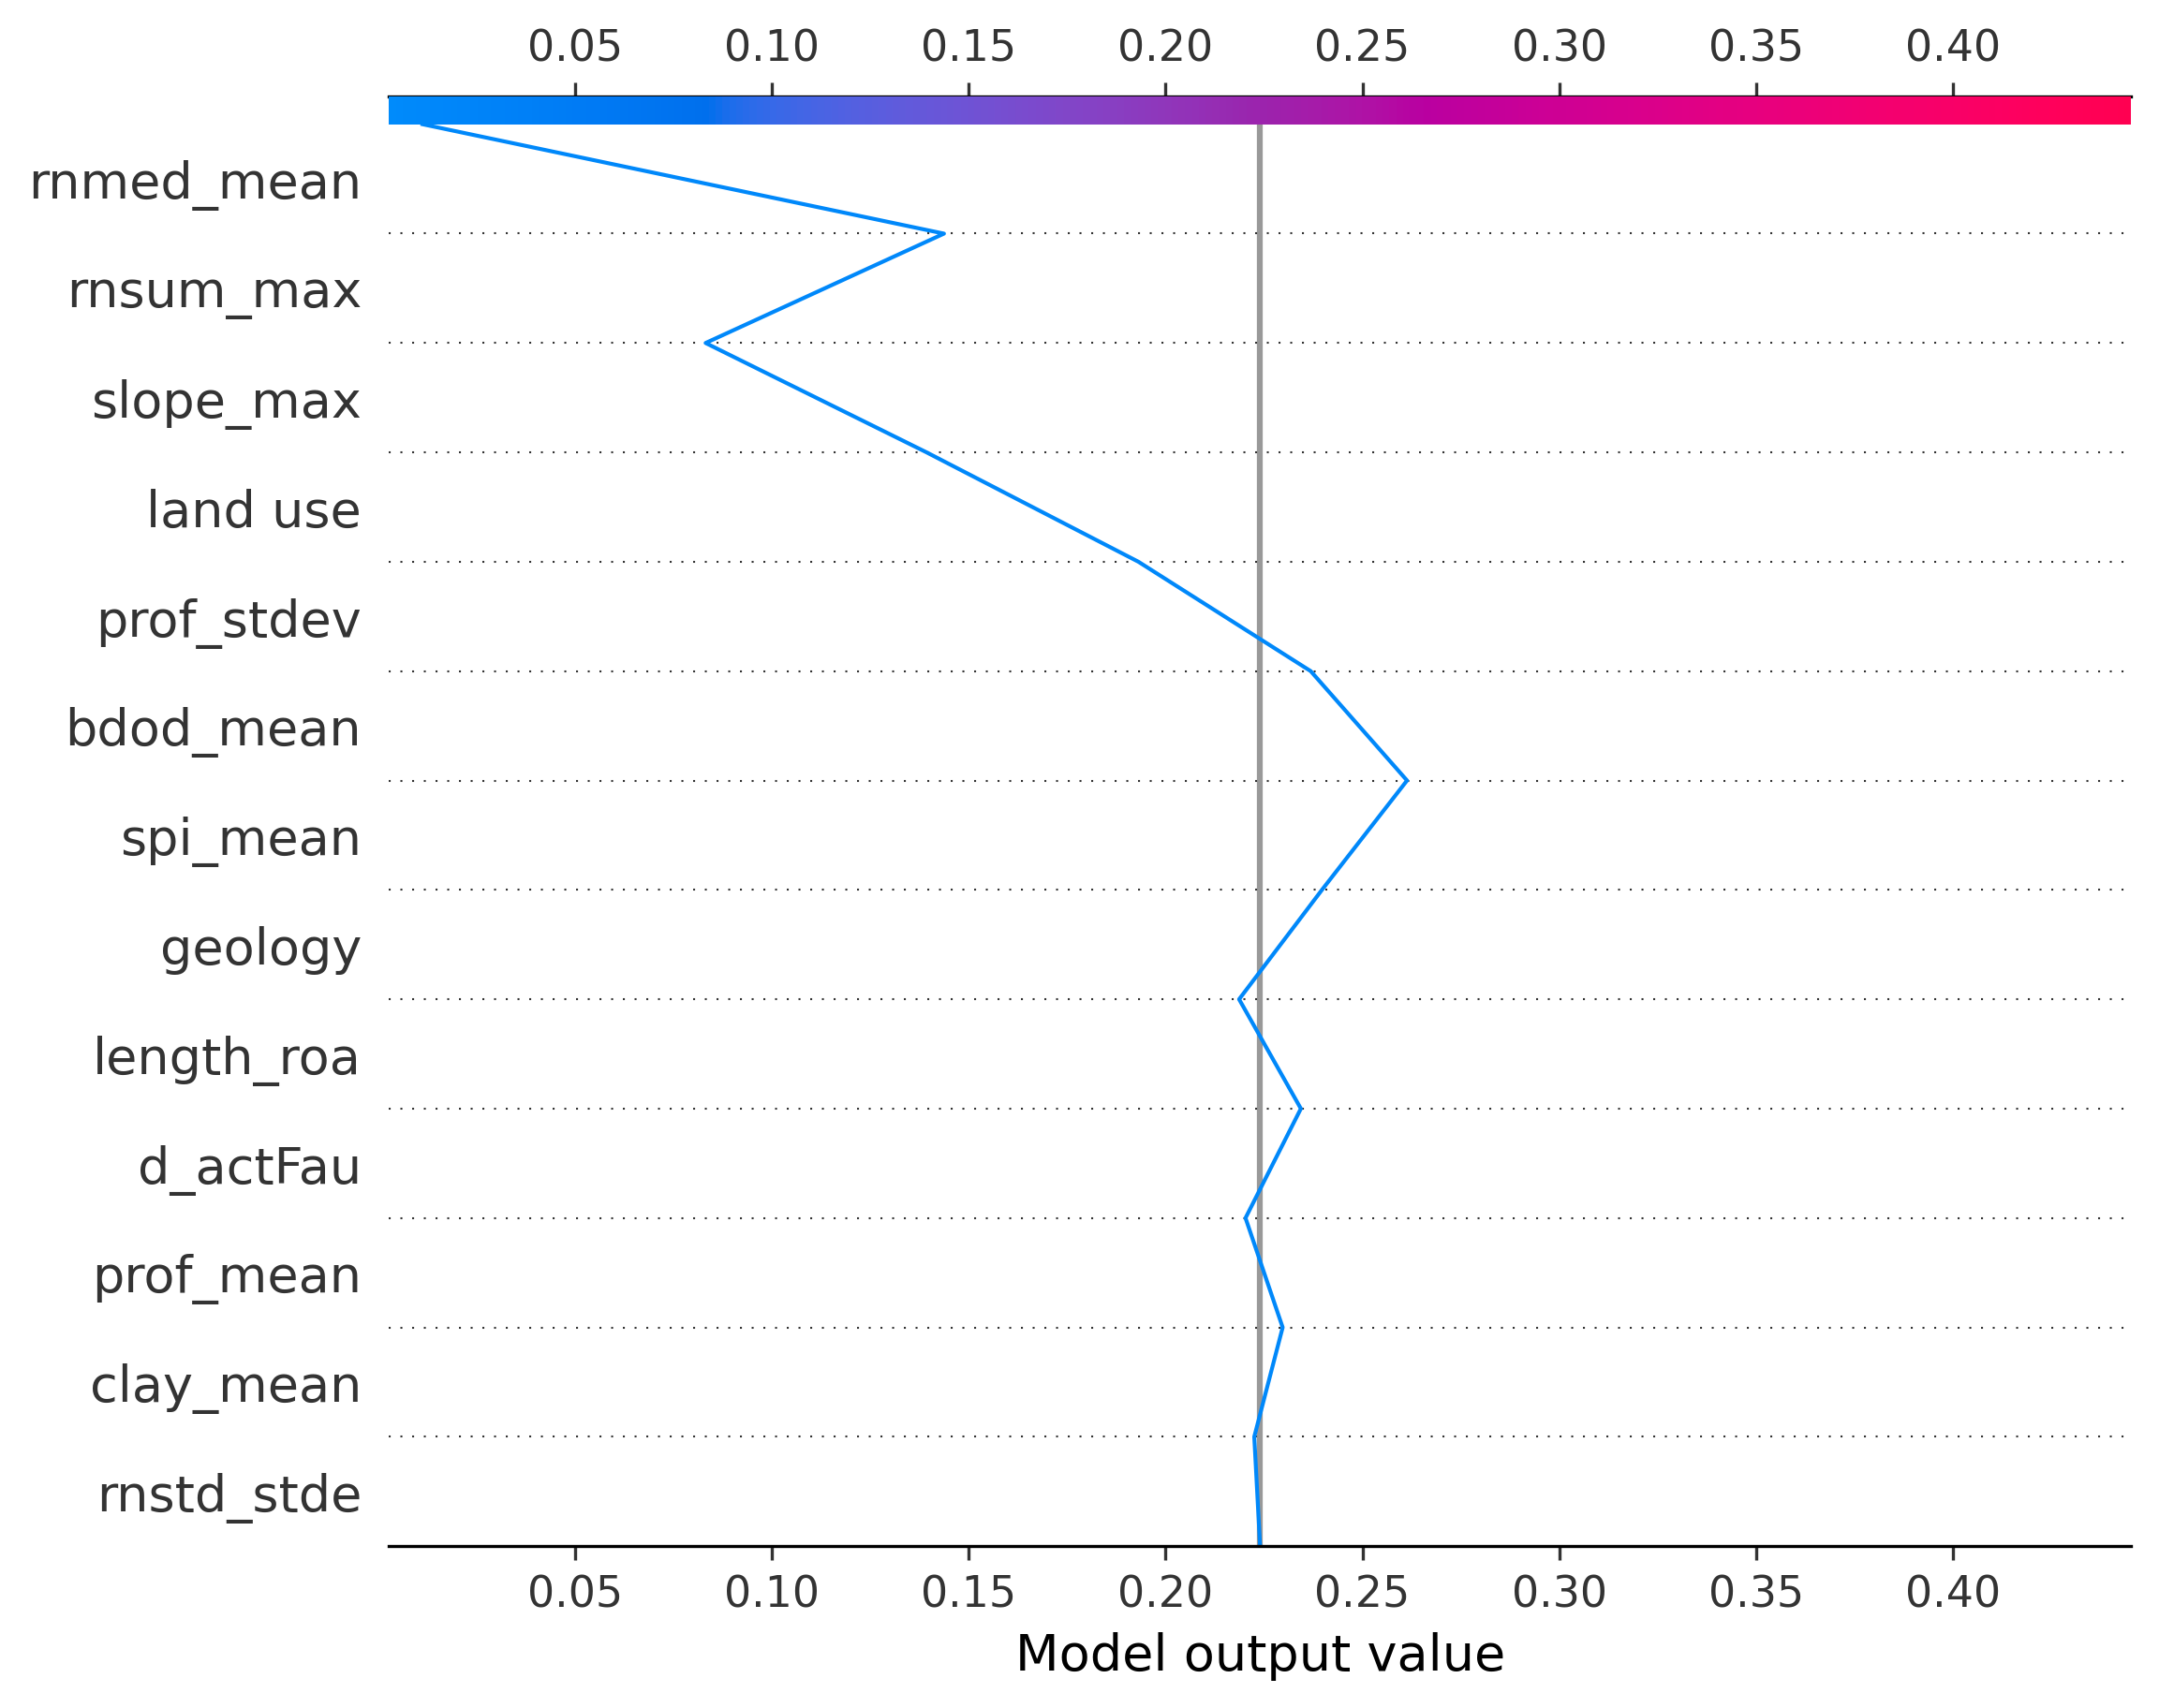 0.05 0.10 0.15 0.20 0.25 0.30 0.35 0.40
rnmed_mean
rnsum_max
slope_max
land use
prof_stdev
bdod_mean
spi_mean
geology
length_roa
d_actFau
prof_mean
clay_mean
rnstd_stde
0.05 0.10 0.15 0.20 0.25 0.30 0.35 0.40
Model output value